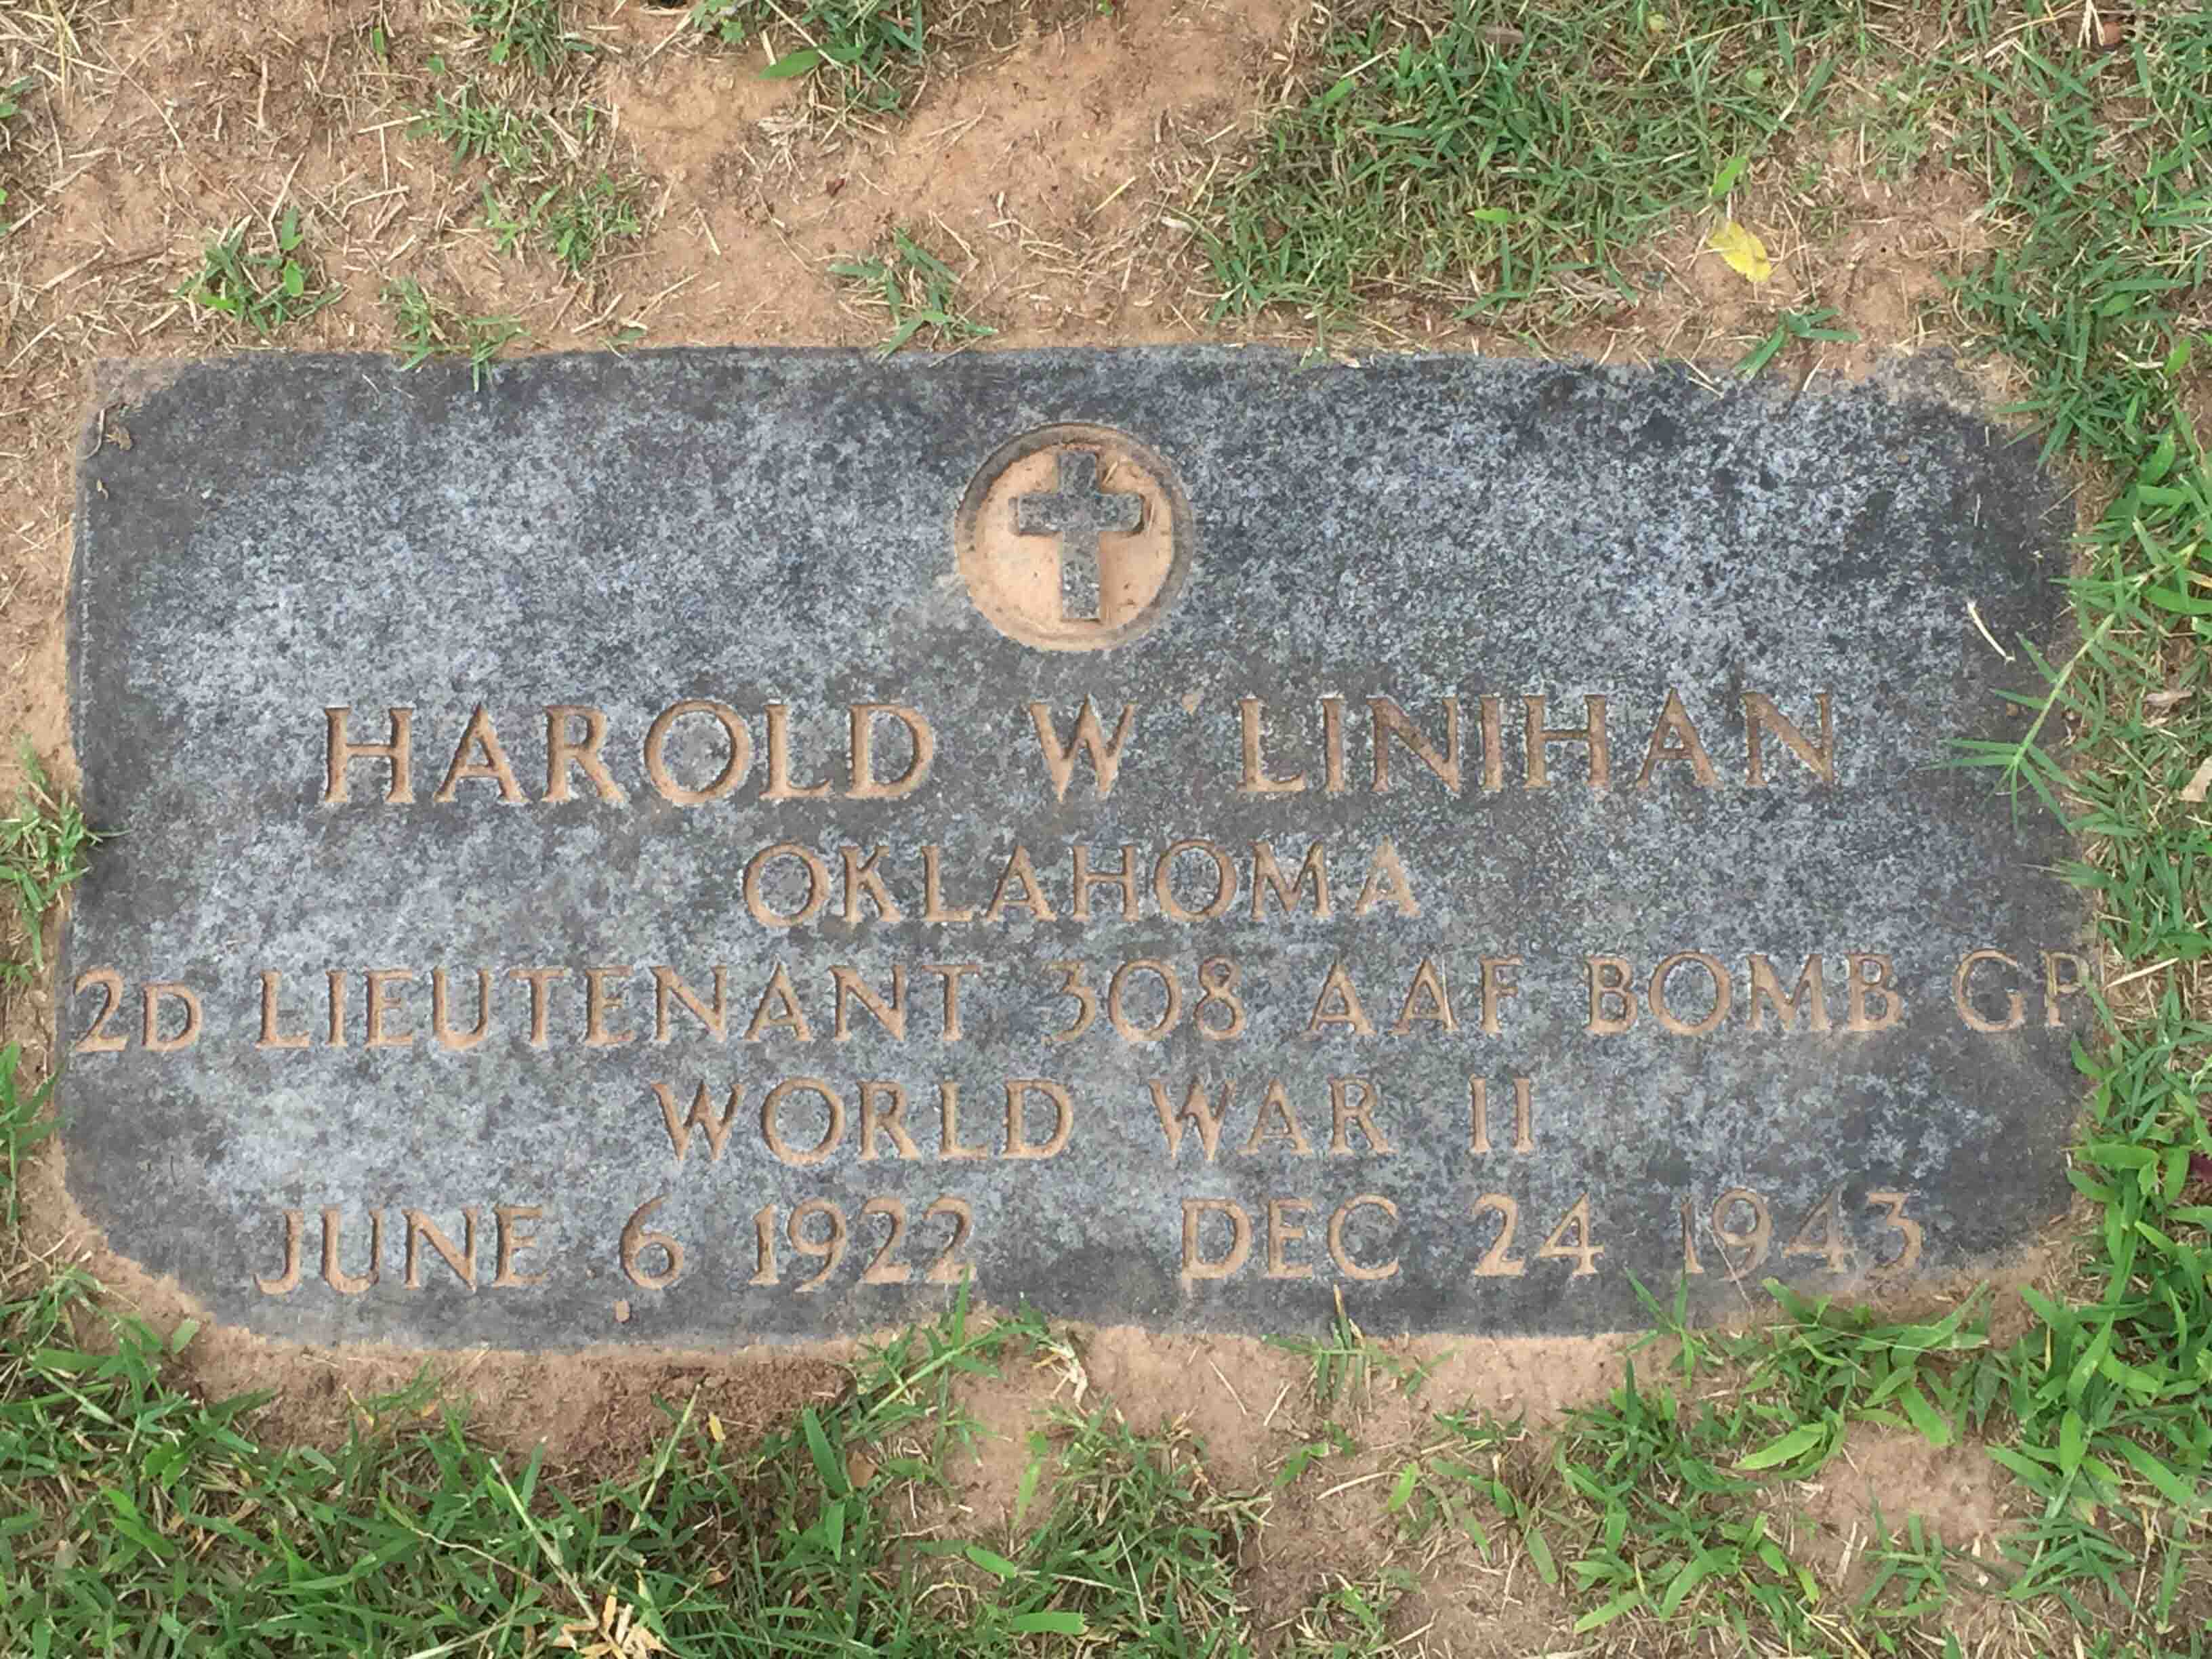 HAROLD W LINIHAN
OKLAHOMA
2D LIEUTENANT 308 AAF BOMB GP
WORLD WAR II
JUNE 6 1922 DEC 24 1943